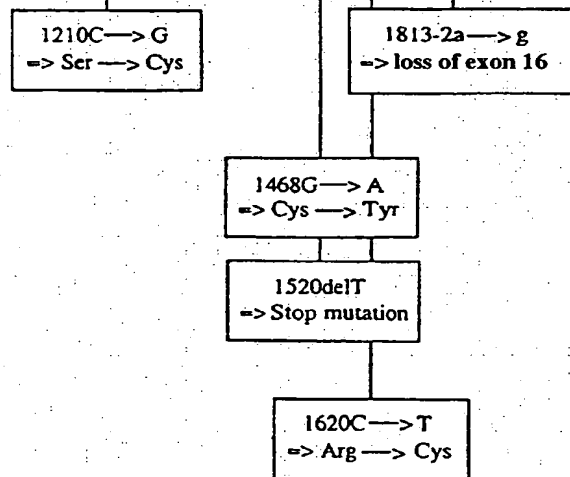 1210C—>G
=> Ser —> Cys
1813-2a—>g
=> loss of exon 16
1468G—>A
=> Cys —> Tyr
1520delT
=> Stop mutation
1620C—>T
=> Arg—> Cys